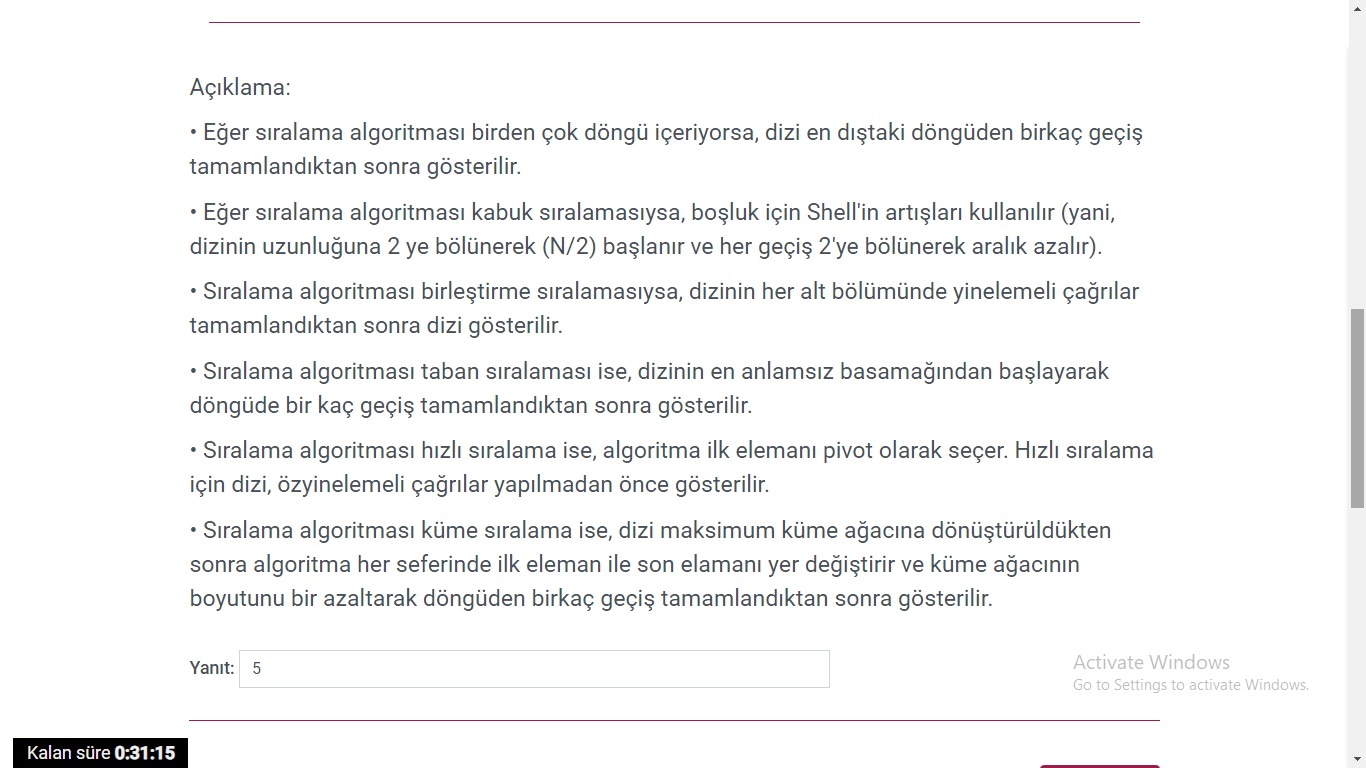 Açıklama:
• Eğer sıralama algoritması birden çok döngü içeriyorsa, dizi en dıştaki döngüden birkaç geçiş
tamamlandıktan sonra gösterilir.
• Eğer sıralama algoritması kabuk sıralamasıysa, boşluk için Shell'in artışları kullanılır (yani,
dizinin uzunluğuna 2 ye bölünerek (N/2) başlanır ve her geçiş 2'ye bölünerek aralık azalır).
• Sıralama algoritması birleştirme sıralamasıysa, dizinin her alt bölümünde yinelemeli çağrılar
tamamlandıktan sonra dizi gösterilir.
• Sıralama algoritması taban sıralaması ise, dizinin en anlamsız basamağından başlayarak
döngüde bir kaç geçiş tamamlandıktan sonra gösterilir.
• Sıralama algoritması hızlı sıralama ise, algoritma ilk elemanı pivot olarak seçer. Hızlı sıralama
için dizi, özyinelemeli çağrılar yapılmadan önce gösterilir.
• Sıralama algoritması küme sıralama ise, dizi maksimum küme ağacına dönüştürüldükten
sonra algoritma her seferinde ilk eleman ile son elamanı yer değiştirir ve küme ağacının
boyutunu bir azaltarak döngüden birkaç geçiş tamamlandıktan sonra gösterilir.
Yanıt: 5
Activate Windows
Go to Settings to activate Windows.
Kalan süre 0:31:15